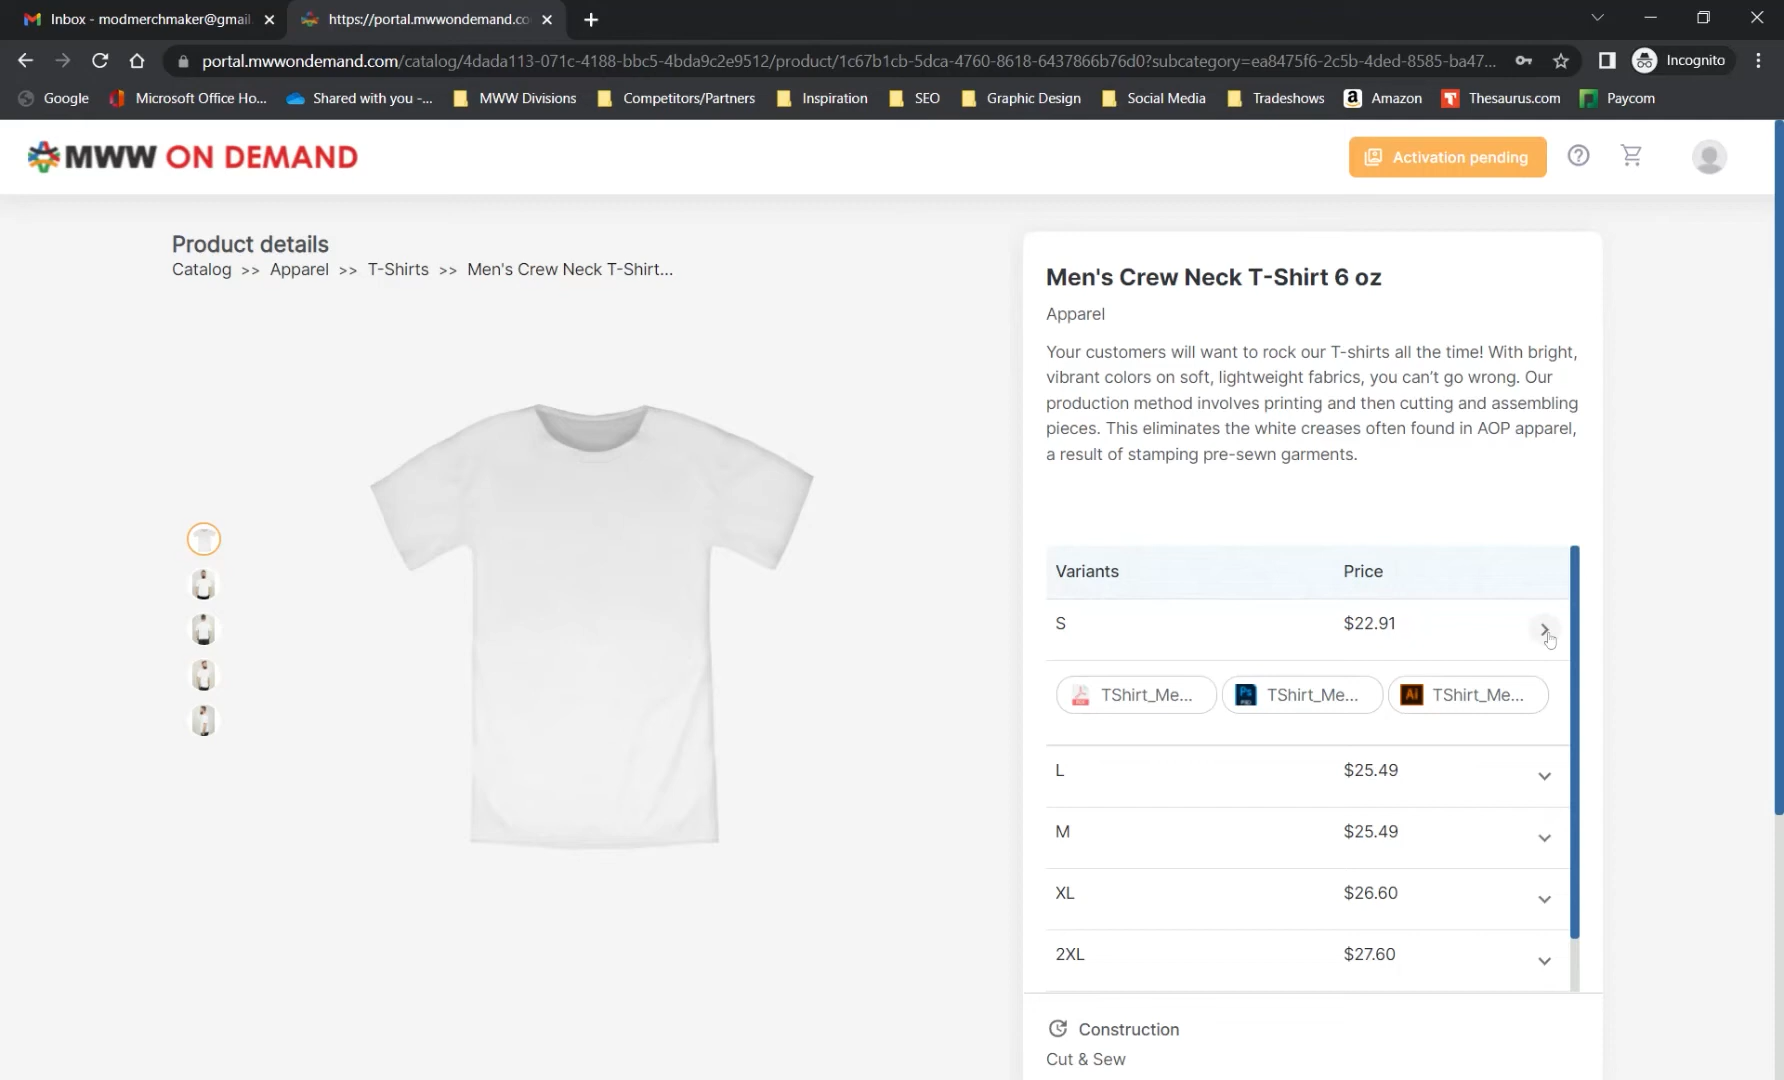 Inbox - modmerchmaker@gmail.
https://portal.mwwondemand.co
portal.mwwondemand.com/catalog/4dada113-071c-4188-bbc5-4bda9c2e9512/product/1c67b1cb-5dca-4760-8618-6437866b76d0?subcategory=ea8475f6-2c5b-4ded-8585-ba47...
Incognito
Google Microsoft Office Ho... Shared with you -... MWW Divisions Competitors/Partners Inspiration SEO Graphic Design Social Media Tradeshows Amazon Thesaurus.com Paycom
MWW ON DEMAND
Activation pending
Product details
Catalog >> Apparel >> T-Shirts >> Men's Crew Neck T-Shirt...
Men's Crew Neck T-Shirt 6 oz
Apparel
Your customers will want to rock our T-shirts all the time! With bright,
vibrant colors on soft, lightweight fabrics, you can’t go wrong. Our
production method involves printing and then cutting and assembling
pieces. This eliminates the white creases often found in AOP apparel,
a result of stamping pre-sewn garments.
Variants Price
S $22.91
TShirt_Me... TShirt_Me... TShirt_Me...
L $25.49
M $25.49
XL $26.60
2XL $27.60
Construction
Cut & Sew